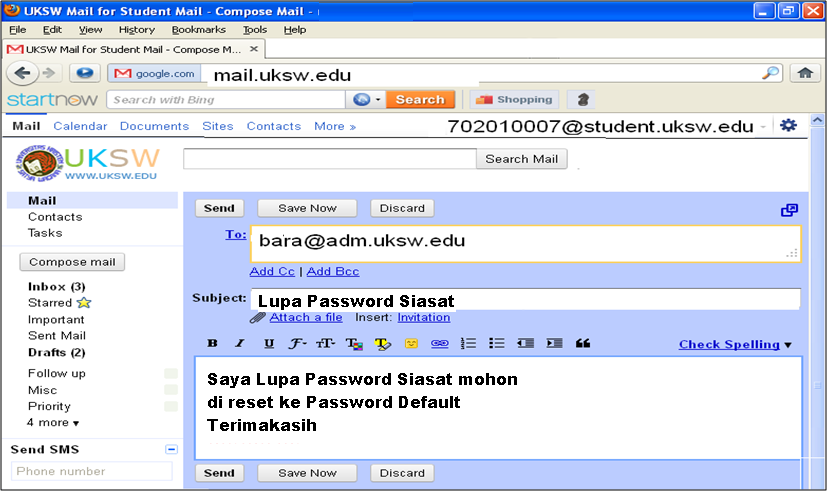 UKSW Mail for Student Mail - Compose Mail -
File Edit View History Bookmarks Tools Help
UKSW Mail for Student Mail - Compose M...
google.com mail.uksw.edu
startnow Search with Bing Search Shopping
Mail Calendar Documents Sites Contacts More » 702010007@student.uksw.edu
UKSW
WWW.UKSW.EDU
Search Mail
Mail
Contacts
Tasks
Compose mail
Inbox (3)
Starred
Important
Sent Mail
Drafts (2)
Follow up
Misc
Priority
4 more ▾
Send SMS
Phone number
Send Save Now Discard
To: bara@adm.uksw.edu
Add Cc | Add Bcc
Subject: Lupa Password Siasat
Attach a file Insert: Invitation
B I U Check Spelling ▼
Saya Lupa Password Siasat mohon
di reset ke Password Default
Terimakasih
Send Save Now Discard